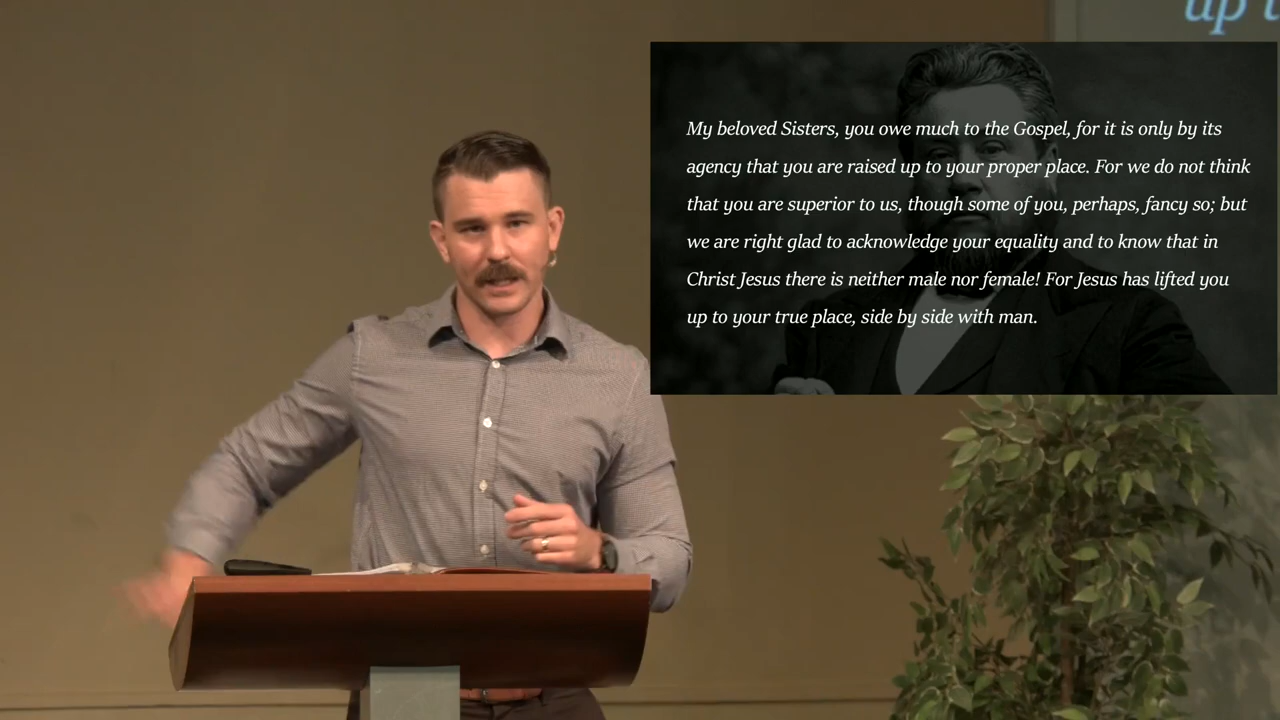 up t
My beloved Sisters, you owe much to the Gospel, for it is only by its
agency that you are raised up to your proper place. For we do not think
that you are superior to us, though some of you, perhaps, fancy so; but
we are right glad to acknowledge your equality and to know that in
Christ Jesus there is neither male nor female! For Jesus has lifted you
up to your true place, side by side with man.